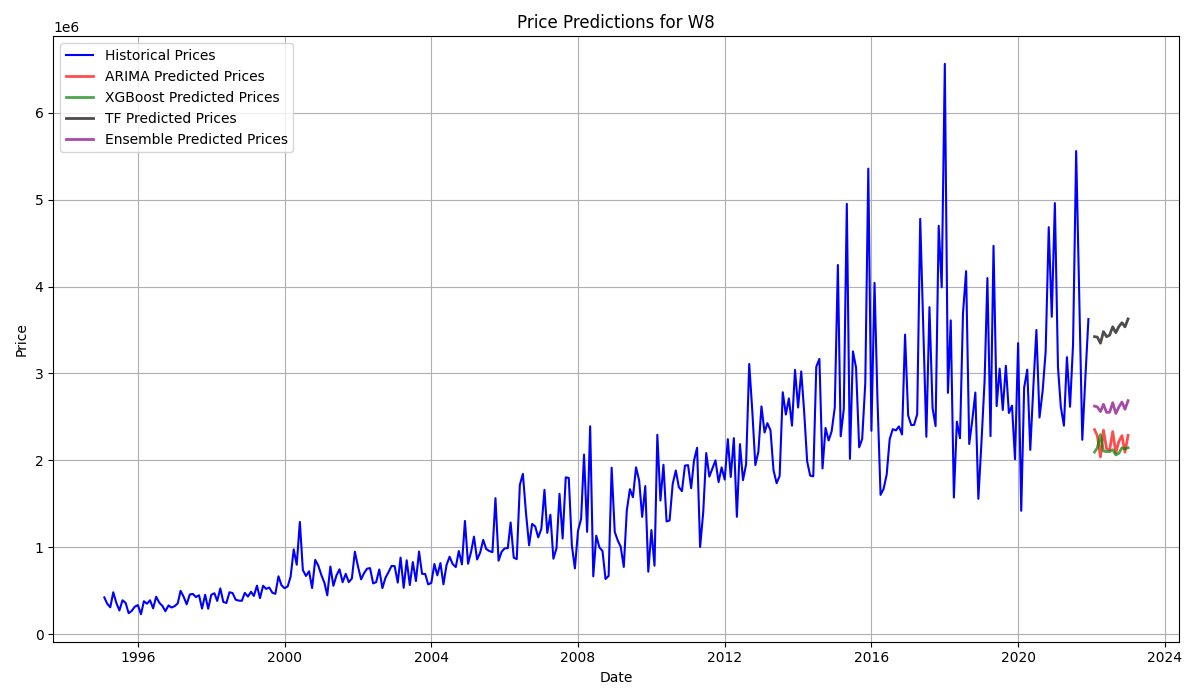 Price Predictions for W8
1e6
Historical Prices
ARIMA Predicted Prices
XGBoost Predicted Prices
TF Predicted Prices
Ensemble Predicted Prices
6
5
4
3
2
1
0
Price
1996 2000 2004 2008 2012 2016 2020 2024
Date